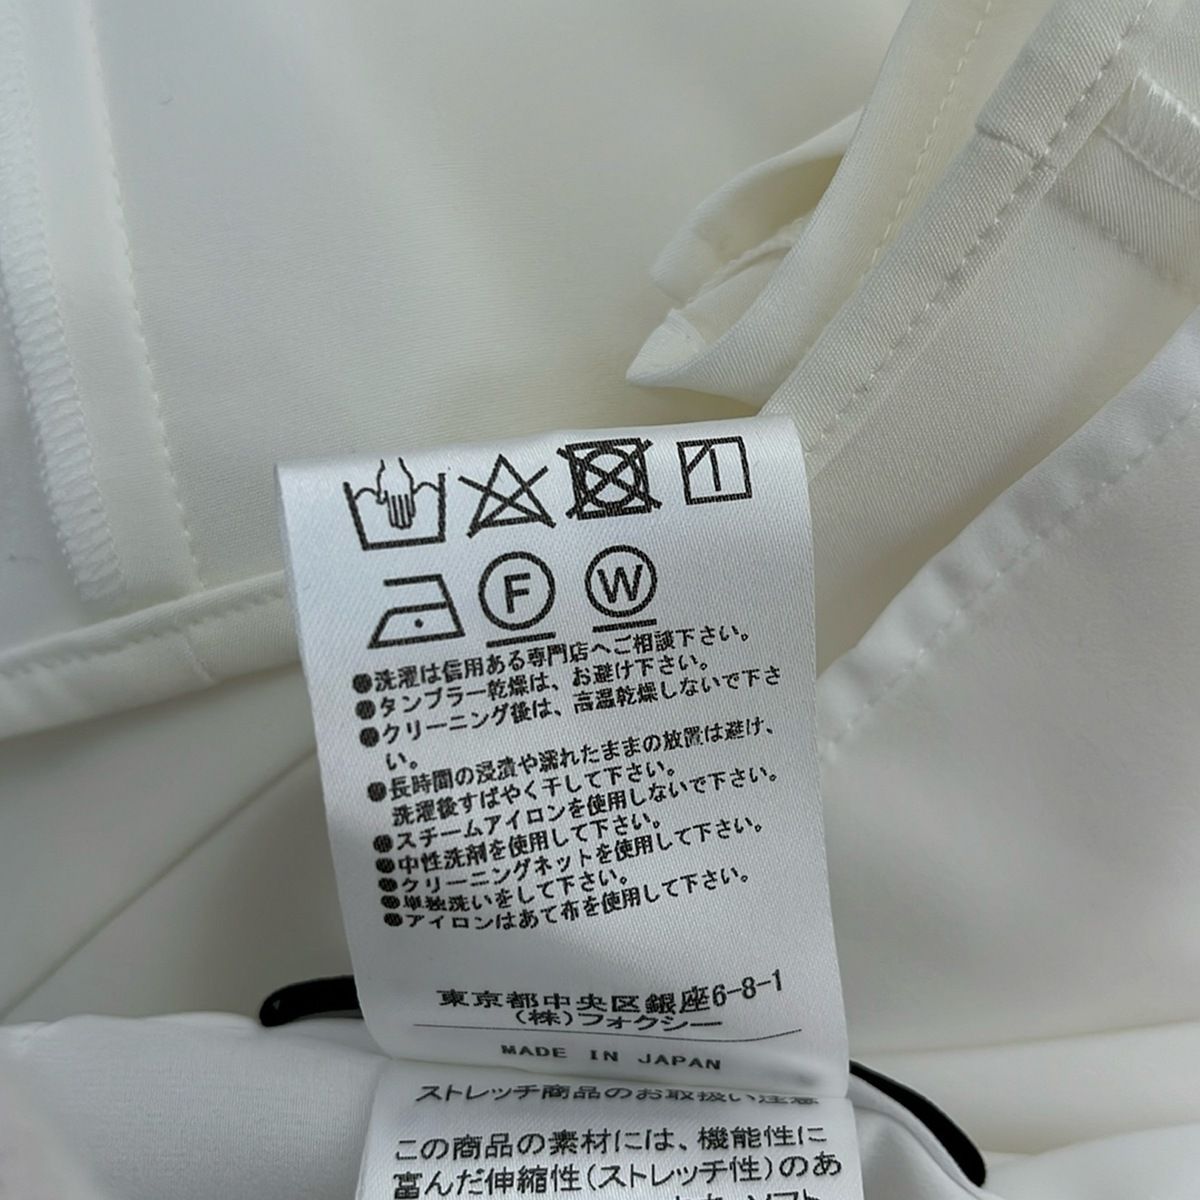 F W
●洗濯は信用ある専門店へご相談下さい。
●タンブラー乾燥は、お避け下さい。
●クリーニング後は、高温乾燥しないで下さ
い。
●長時間の浸漬や濡れたままの放置は避け、
洗濯後すばやく干して下さい。
●スチームアイロンを使用しないで下さい。
●中性洗剤を使用して下さい。
●クリーニングネットを使用して下さい。
●単独洗いをして下さい。
●アイロンはあて布を使用して下さい。
東京都中央区銀座6-8-1
(株)フォクシー
MADE IN JAPAN
ストレッチ商品のお取扱い注意
この商品の素材には、機能性に
富んだ伸縮性(ストレッチ性)のあ